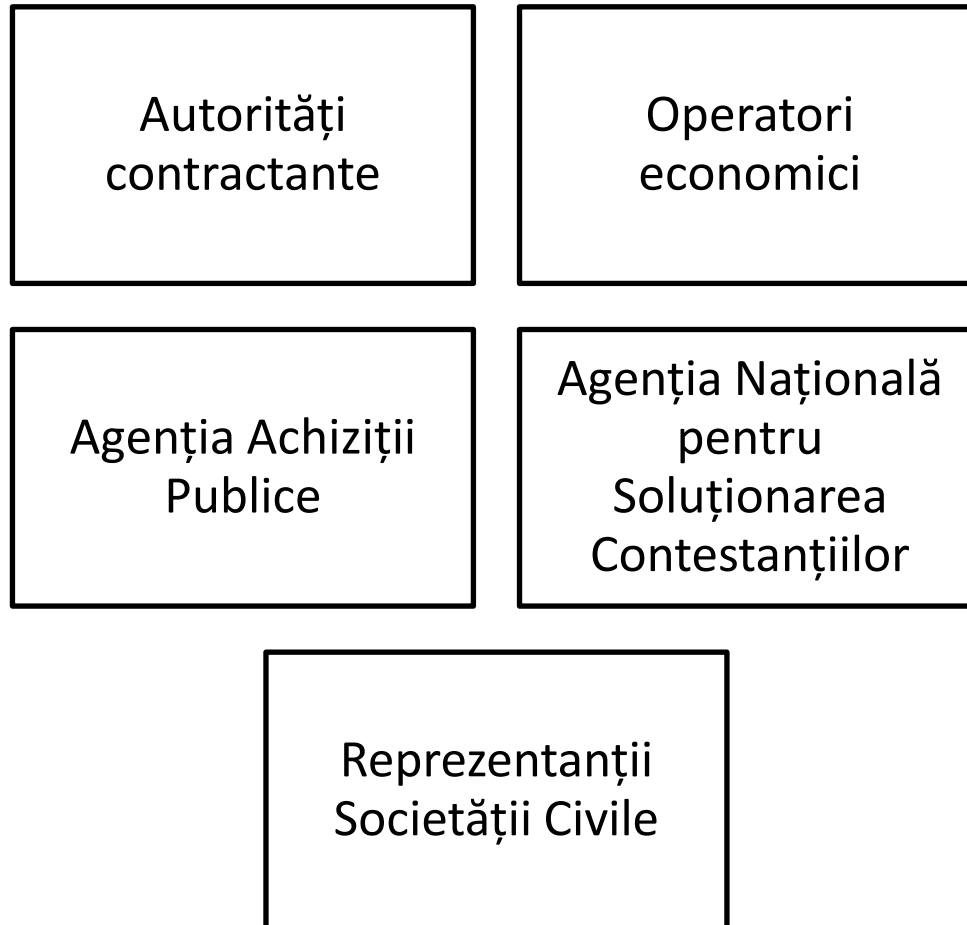 Autorități
contractante
Operatori
economici
Agenția Achiziții
Publice
Agenția Națională
pentru
Soluționarea
Contestanțiilor
Reprezentanții
Societății Civile